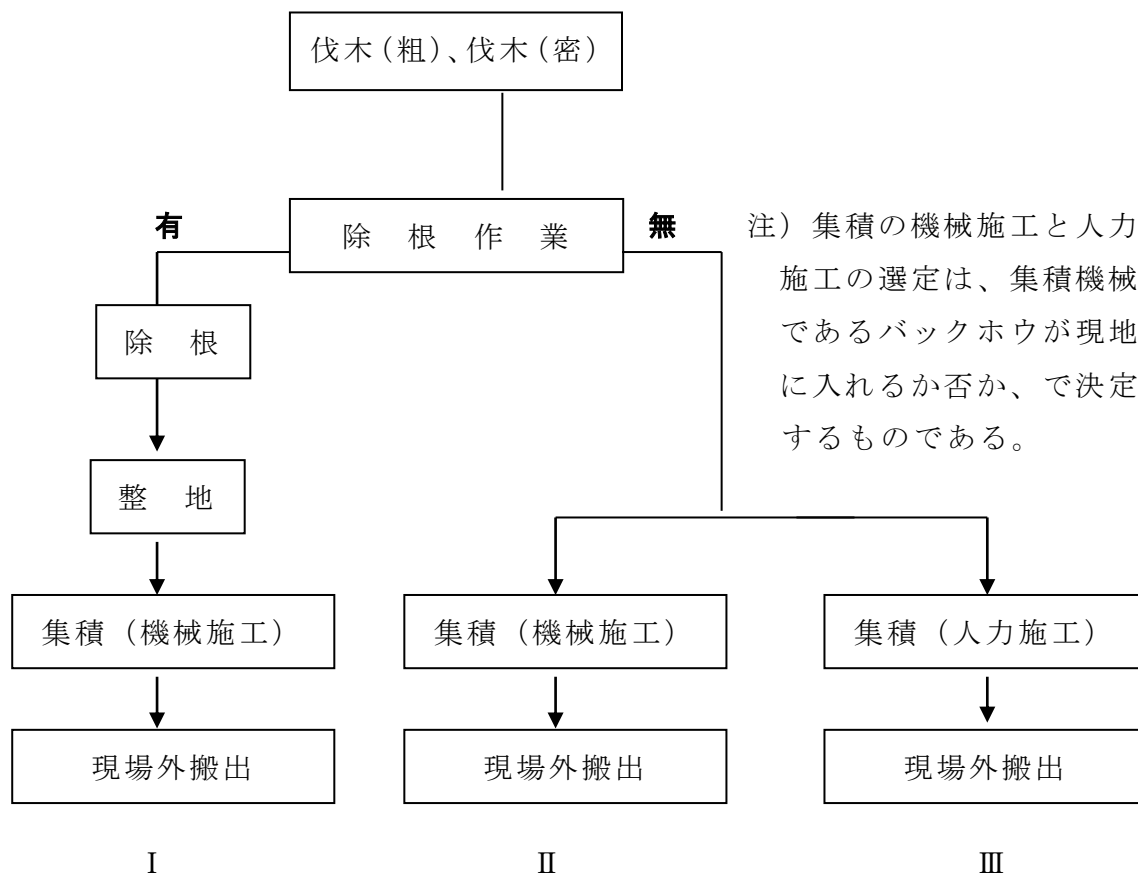 伐木（粗）、伐木（密）
有
除根作業
無
注）集積の機械施工と人力
施工の選定は、集積機械
であるバックホウが現地
に入れるか否か、で決定
するものである。
除根
整地
集積（機械施工）
集積（機械施工）
集積（人力施工）
現場外搬出
現場外搬出
現場外搬出
Ⅰ
Ⅱ
Ⅲ